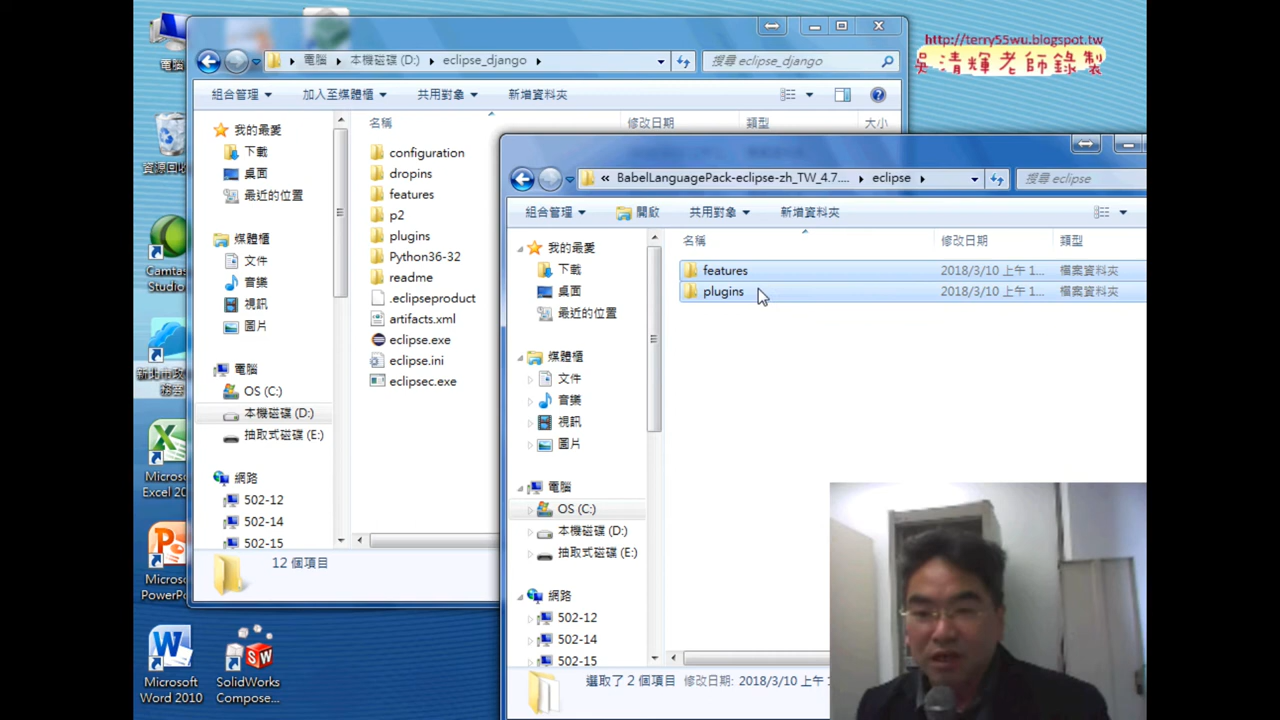 http://terry55wu.blogspot.tw
吳清輝老師錄製
電腦
資源回收
Camtas
Studio
新北市政
務雲
Microso
Excel 20
Micros
PowerPo
Microsoft
Word 2010
SolidWorks
Compose...
電腦
本機磁碟 (D:)
eclipse_django
搜尋 eclipse_django
組合管理
加入至媒體櫃
共用對象
新增資料夾
我的最愛
下載
桌面
最近的位置
媒體櫃
文件
音樂
視訊
圖片
電腦
OS (C:)
本機磁碟 (D:)
抽取式磁碟 (E:)
網路
502-12
502-14
502-15
名稱
修改日期
類型
大小
configuration
dropins
features
p2
plugins
Python36-32
readme
.eclipseproduct
artifacts.xml
eclipse.exe
eclipse.ini
eclipsec.exe
12 個項目
« BabelLanguagePack-eclipse-zh_TW_4.7....
eclipse
搜尋 eclipse
組合管理
開啟
共用對象
新增資料夾
我的最愛
下載
桌面
最近的位置
媒體櫃
文件
音樂
視訊
圖片
電腦
OS (C:)
本機磁碟 (D:)
抽取式磁碟 (E:)
網路
502-12
502-14
502-15
名稱
修改日期
類型
features
2018/3/10 上午 1...
檔案資料夾
plugins
2018/3/10 上午 1...
檔案資料夾
選取了 2 個項目
修改日期: 2018/3/10 上午 1